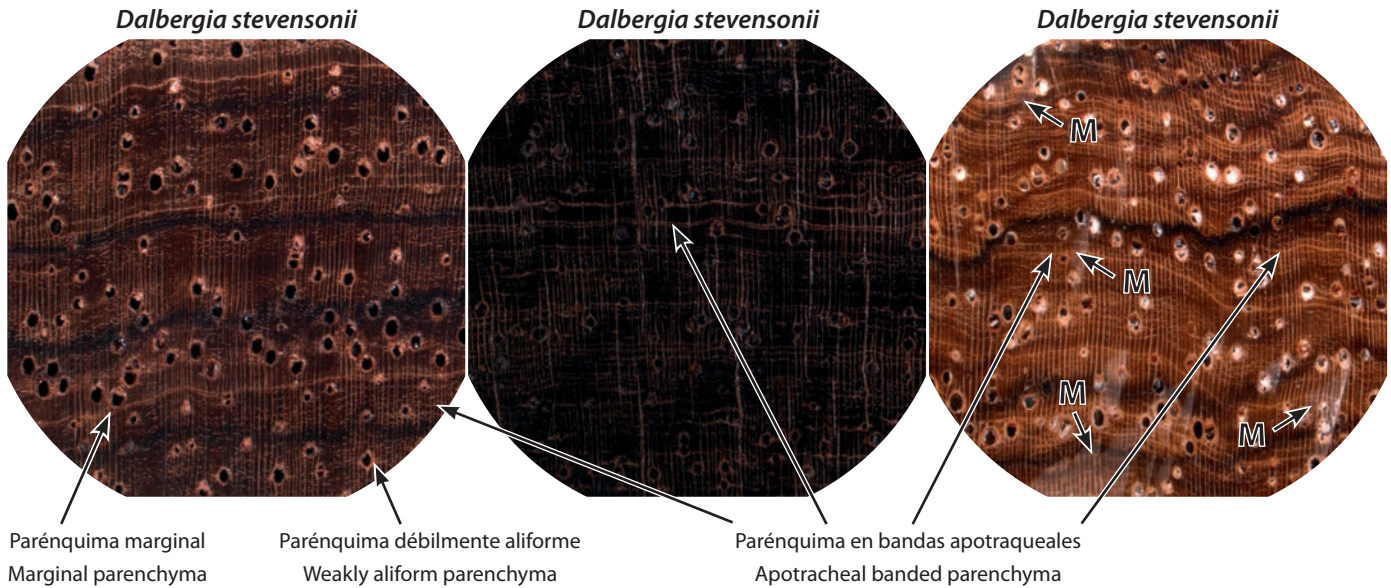 Dalbergia stevensonii
Dalbergia stevensonii
Dalbergia stevensonii
M
M
M
M
Parénquima marginal
Marginal parenchyma
Parénquima débilmente aliforme
Weakly aliform parenchyma
Parénquima en bandas apotraqueales
Apotracheal banded parenchyma